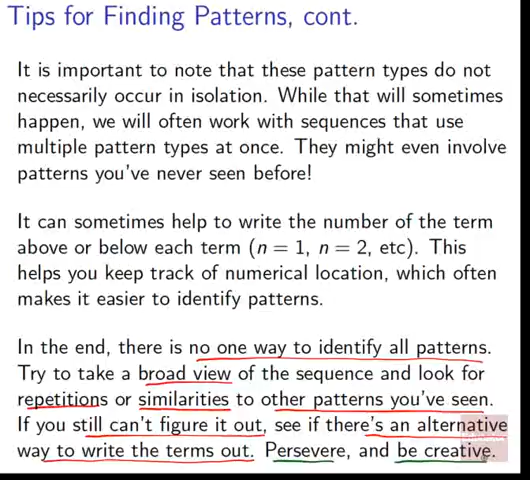 Tips for Finding Patterns, cont.
It is important to note that these pattern types do not
necessarily occur in isolation. While that will sometimes
happen, we will often work with sequences that use
multiple pattern types at once. They might even involve
patterns you've never seen before!
It can sometimes help to write the number of the term
above or below each term (n = 1, n = 2, etc). This
helps you keep track of numerical location, which often
makes it easier to identify patterns.
In the end, there is no one way to identify all patterns.
Try to take a broad view of the sequence and look for
repetitions or similarities to other patterns you've seen.
If you still can't figure it out, see if there's an alternative
way to write the terms out. Persevere, and be creative.